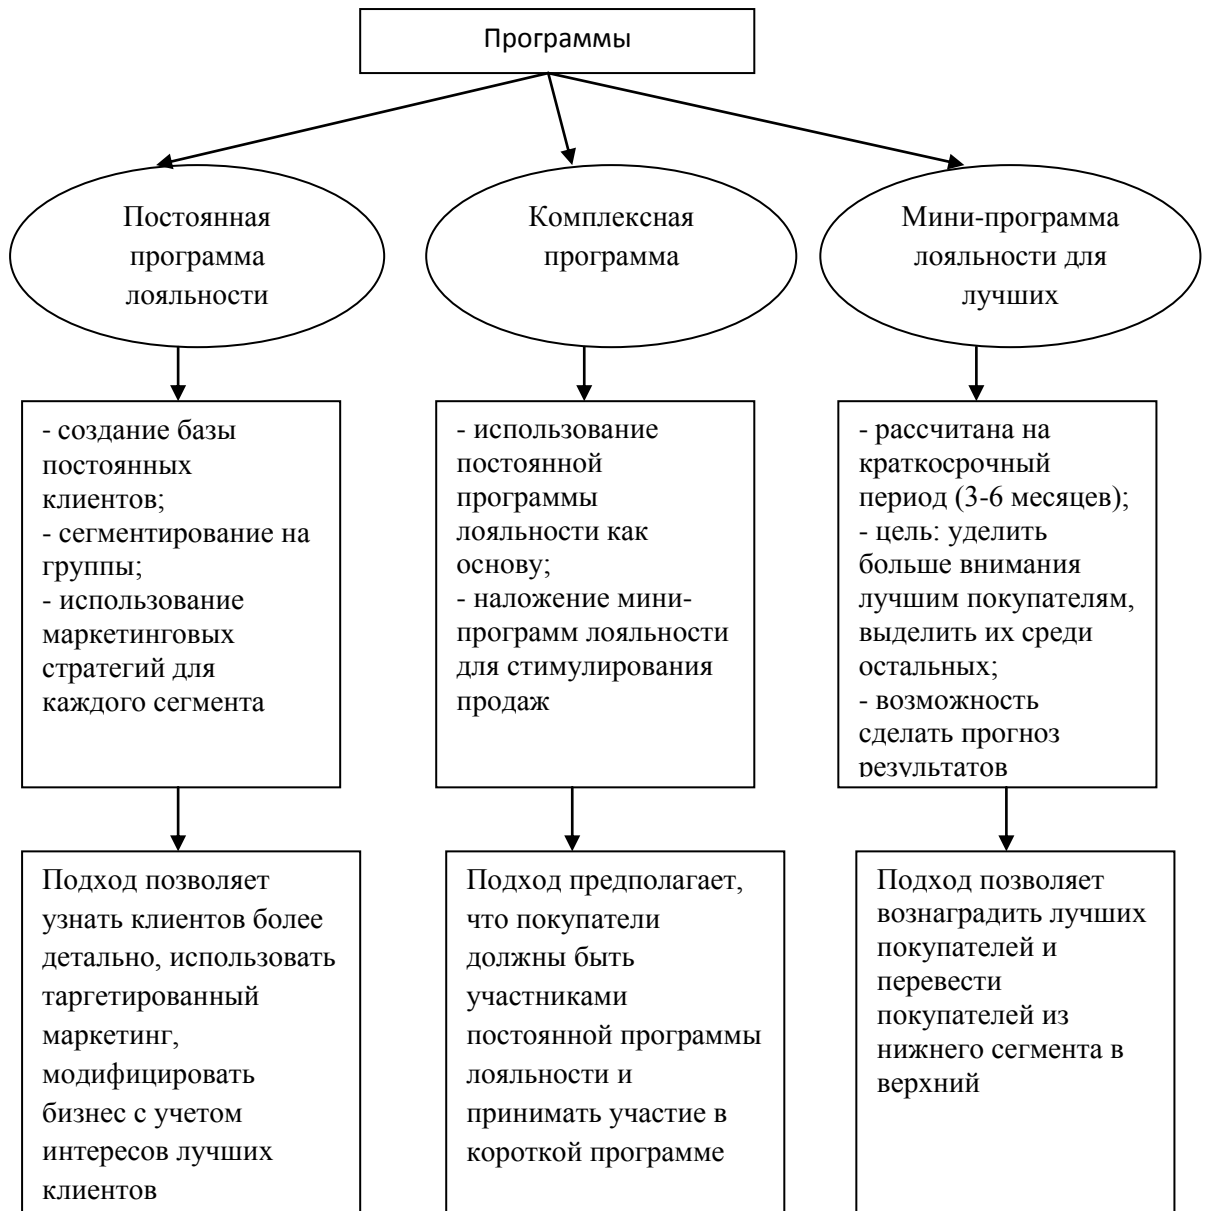 Программы
Постоянная
программа
лояльности
Комплексная
программа
Мини-программа
лояльности для
лучших
- создание базы
постоянных
клиентов;
- сегментирование на
группы;
- использование
маркетинговых
стратегий для
каждого сегмента
- использование
постоянной
программы
лояльности как
основу;
- наложение мини-
программ лояльности
для стимулирования
продаж
- рассчитана на
краткосрочный
период (3-6 месяцев);
- цель: уделить
больше внимания
лучшим покупателям,
выделить их среди
остальных;
- возможность
сделать прогноз
результатов
Подход позволяет
узнать клиентов более
детально, использовать
таргетированный
маркетинг,
модифицировать
бизнес с учетом
интересов лучших
клиентов
Подход предполагает,
что покупатели
должны быть
участниками
постоянной программы
лояльности и
принимать участие в
короткой программе
Подход позволяет
вознаградить лучших
покупателей и
перевести
покупателей из
нижнего сегмента в
верхний